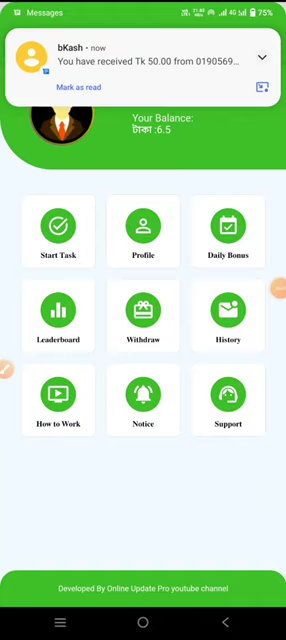 Messages
4G
75%
bKash • now
You have received Tk 50.00 from 0190569...
Mark as read
Your Balance:
টাকা :6.5
Start Task
Profile
Daily Bonus
Leaderboard
Withdraw
History
How to Work
Notice
Support
Developed By Online Update Pro youtube channel